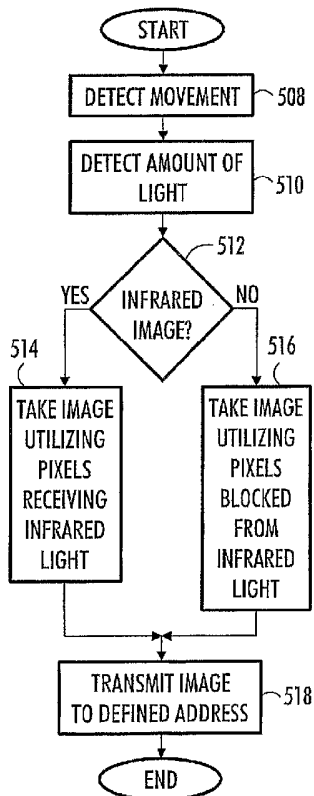 START
DETECT MOVEMENT
508
DETECT AMOUNT OF
LIGHT
510
512
INFRARED
IMAGE?
YES
NO
514
TAKE IMAGE
UTILIZING
PIXELS
RECEIVING
INFRARED
LIGHT
516
TAKE IMAGE
UTILIZING
PIXELS
BLOCKED
FROM
INFRARED
LIGHT
TRANSMIT IMAGE
TO DEFINED ADDRESS
518
END